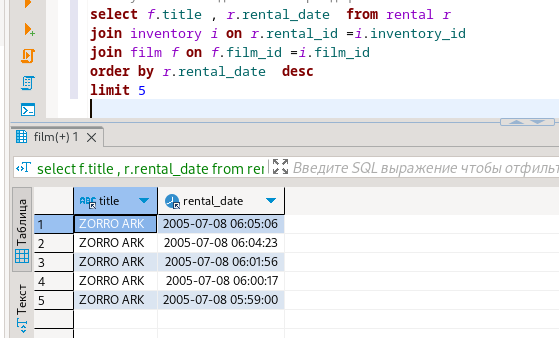 select f.title , r.rental_date from rental r
join inventory i on r.rental_id =i.inventory_id
join film f on f.film_id =i.film_id
order by r.rental_date desc
limit 5
film(+) 1
select f.title , r.rental_date from rer
Введите SQL выражение чтобы отфильт
Таблица
Текст
ABC title rental_date
1 ZORRO ARK 2005-07-08 06:05:06
2 ZORRO ARK 2005-07-08 06:04:23
3 ZORRO ARK 2005-07-08 06:01:56
4 ZORRO ARK 2005-07-08 06:00:17
5 ZORRO ARK 2005-07-08 05:59:00